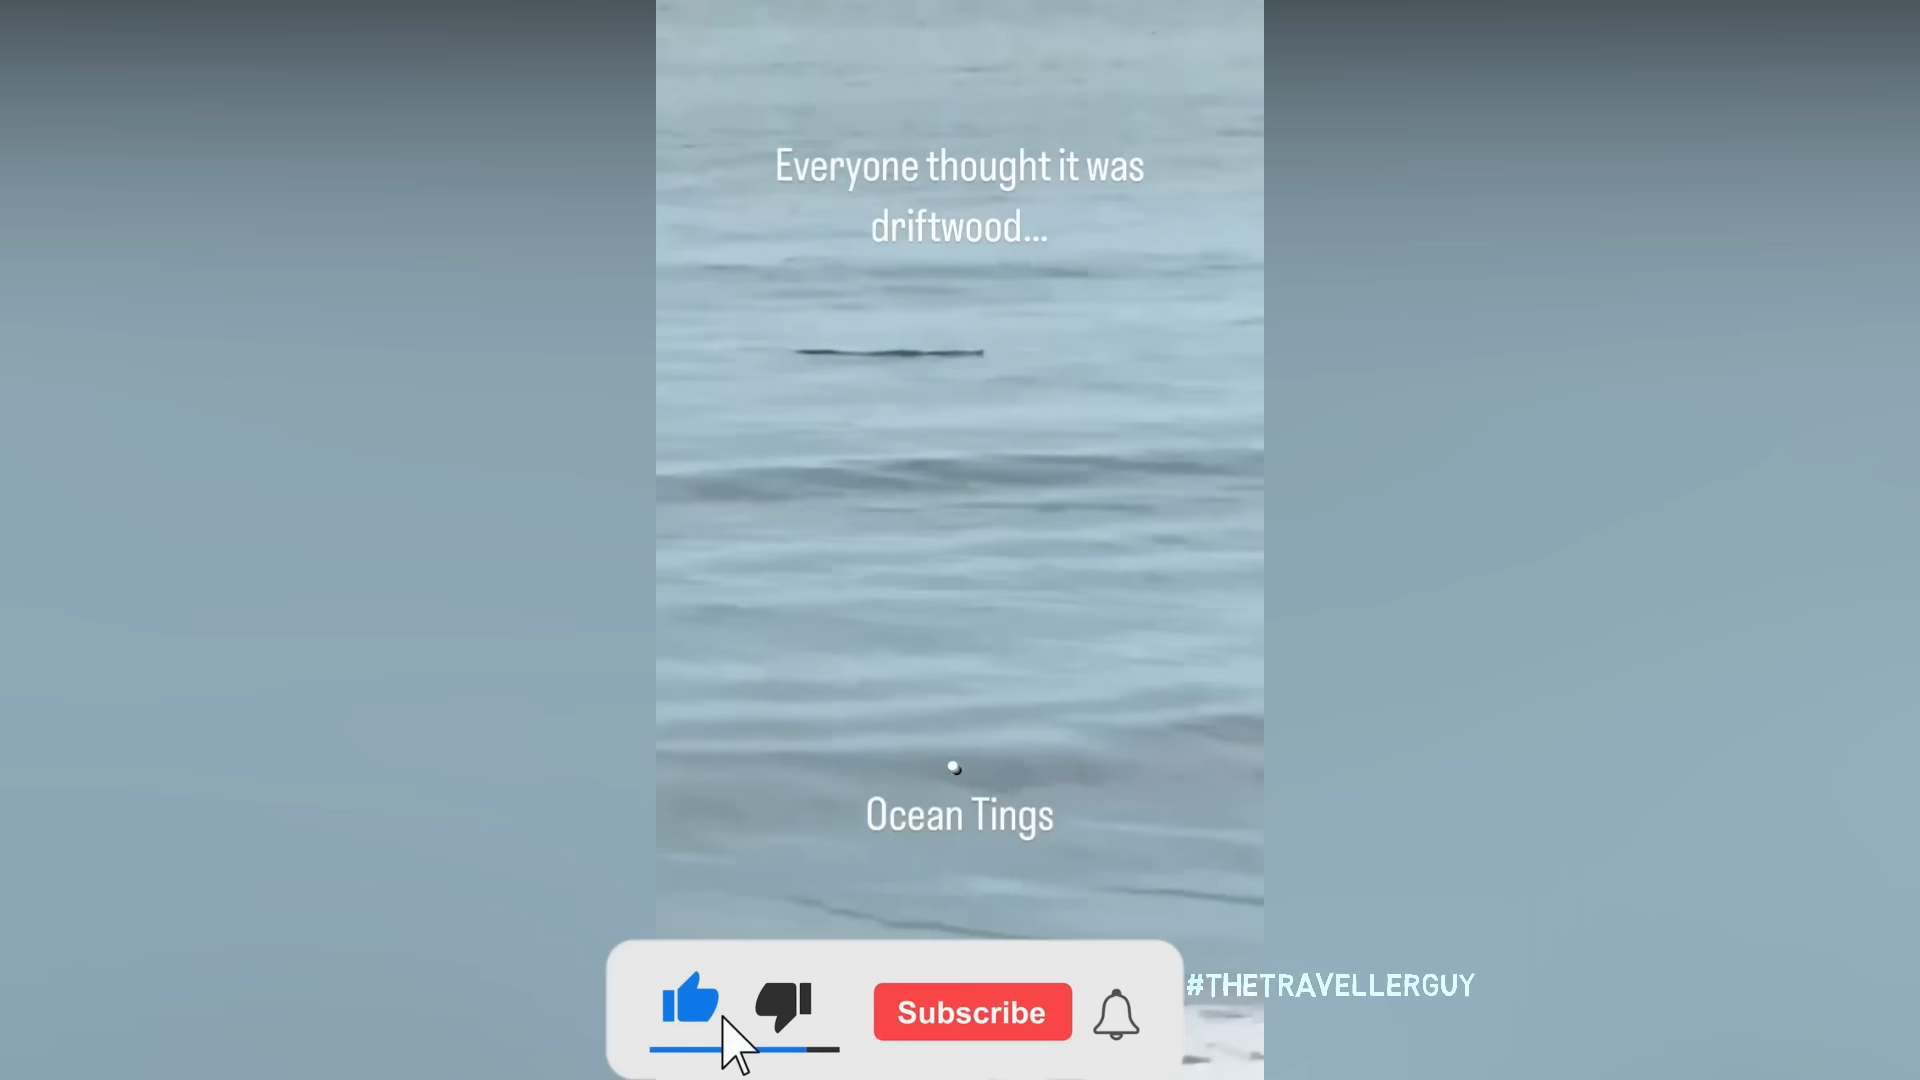 Everyone thought it was
driftwood...
Ocean Tings
Subscribe
#THETRAVELLERGUY